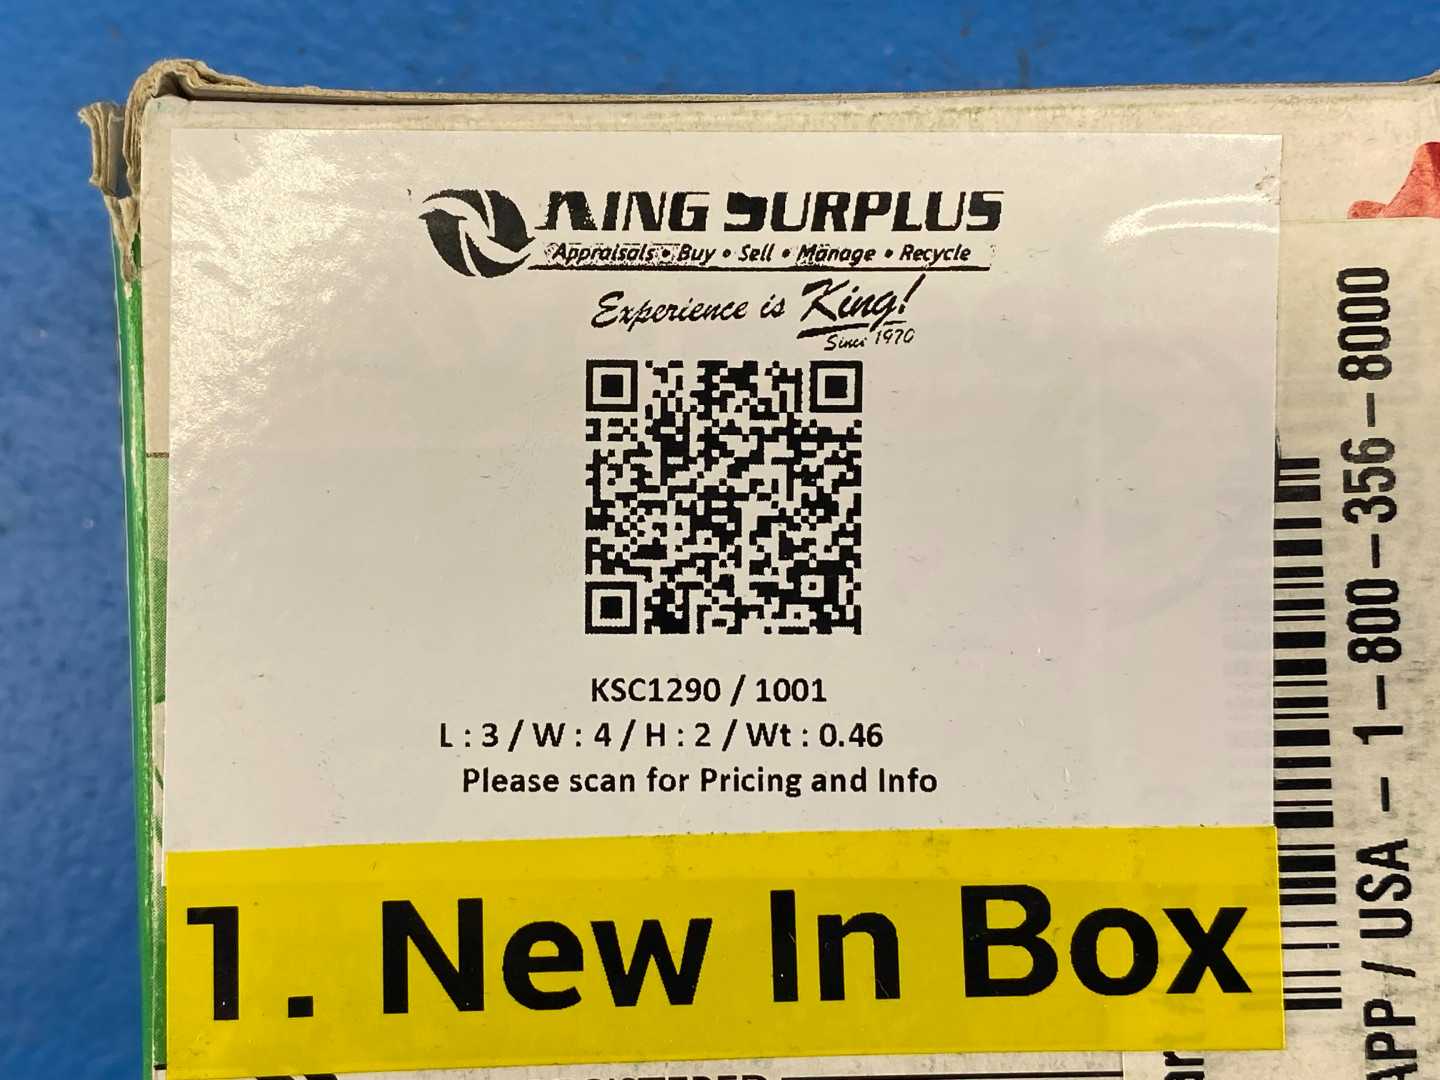 KING SURPLUS
Appraisals • Buy • Sell • Manage • Recycle
Experience is King!
Since 1970
KSC1290 / 1001
L : 3 / W : 4 / H : 2 / Wt : 0.46
Please scan for Pricing and Info
1. New In Box
APP / USA - 1-800-356-8000